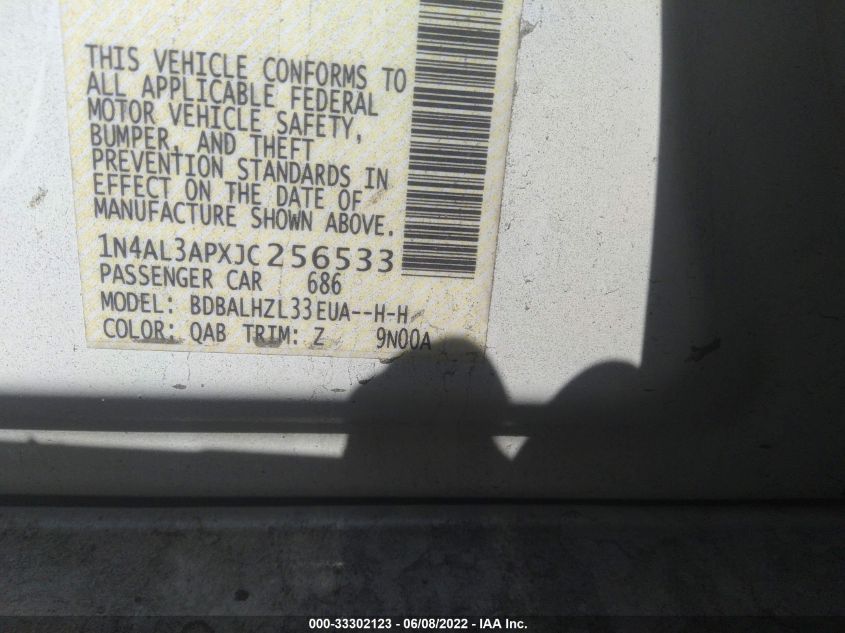 THIS VEHICLE CONFORMS TO
ALL APPLICABLE FEDERAL
MOTOR VEHICLE SAFETY,
BUMPER, AND THEFT
PREVENTION STANDARDS IN
EFFECT ON THE DATE OF
MANUFACTURE SHOWN ABOVE.
1N4AL3APXJC256533
PASSENGER CAR 686
MODEL: BDBALHZL33EUA--H-H
COLOR: QAB TRIM: Z 9N00A
000-33302123 - 06/08/2022 - IAA Inc.